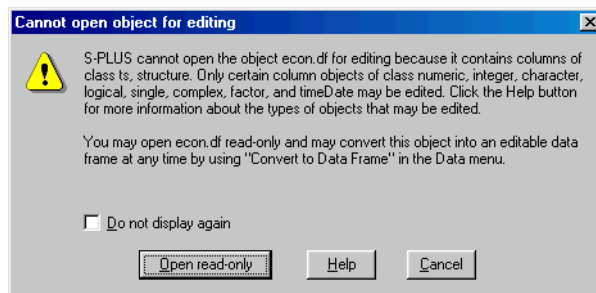 Cannot open object for editing
S-PLUS cannot open the object econ.df for editing because it contains columns of
class ts, structure. Only certain column objects of class numeric, integer, character,
logical, single, complex, factor, and timeDate may be edited. Click the Help button
for more information about the types of objects that may be edited.
You may open econ.df read-only and may convert this object into an editable data
frame at any time by using "Convert to Data Frame" in the Data menu.
Do not display again
Open read-only Help Cancel